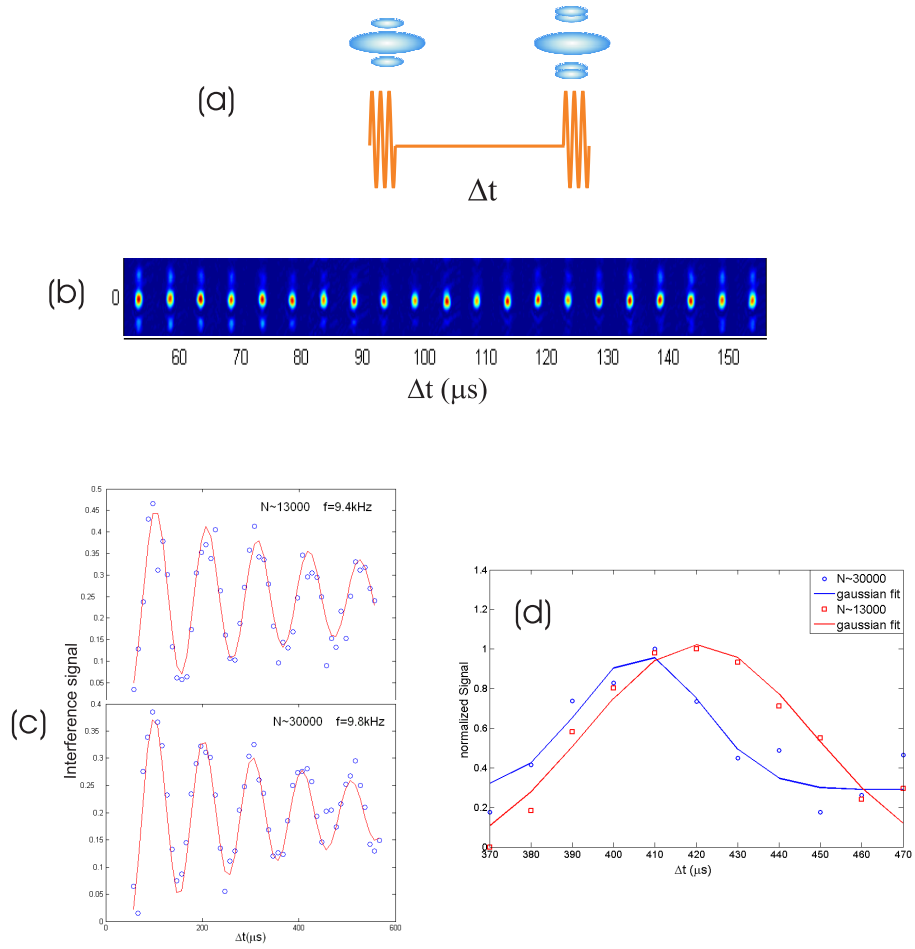 (a)
Δt
(b)
0
60 70 80 90 100 110 120 130 140 150
Δt (μs)
(c)
Interference signal
0.5
0.45
0.4
0.35
0.3
0.25
0.2
0.15
0.1
0.05
N~13000 f=9.4kHz
0.4
0.35
0.3
0.25
0.2
0.15
0.1
0.05
0
N~30000 f=9.8kHz
0 200 400 600
Δt(μs)
(d)
normalized Signal
1.4
1.2
1
0.8
0.6
0.4
0.2
0
N~30000
gaussian fit
N~13000
gaussian fit
370 380 390 400 410 420 430 440 450 460 470
Δt (μs)